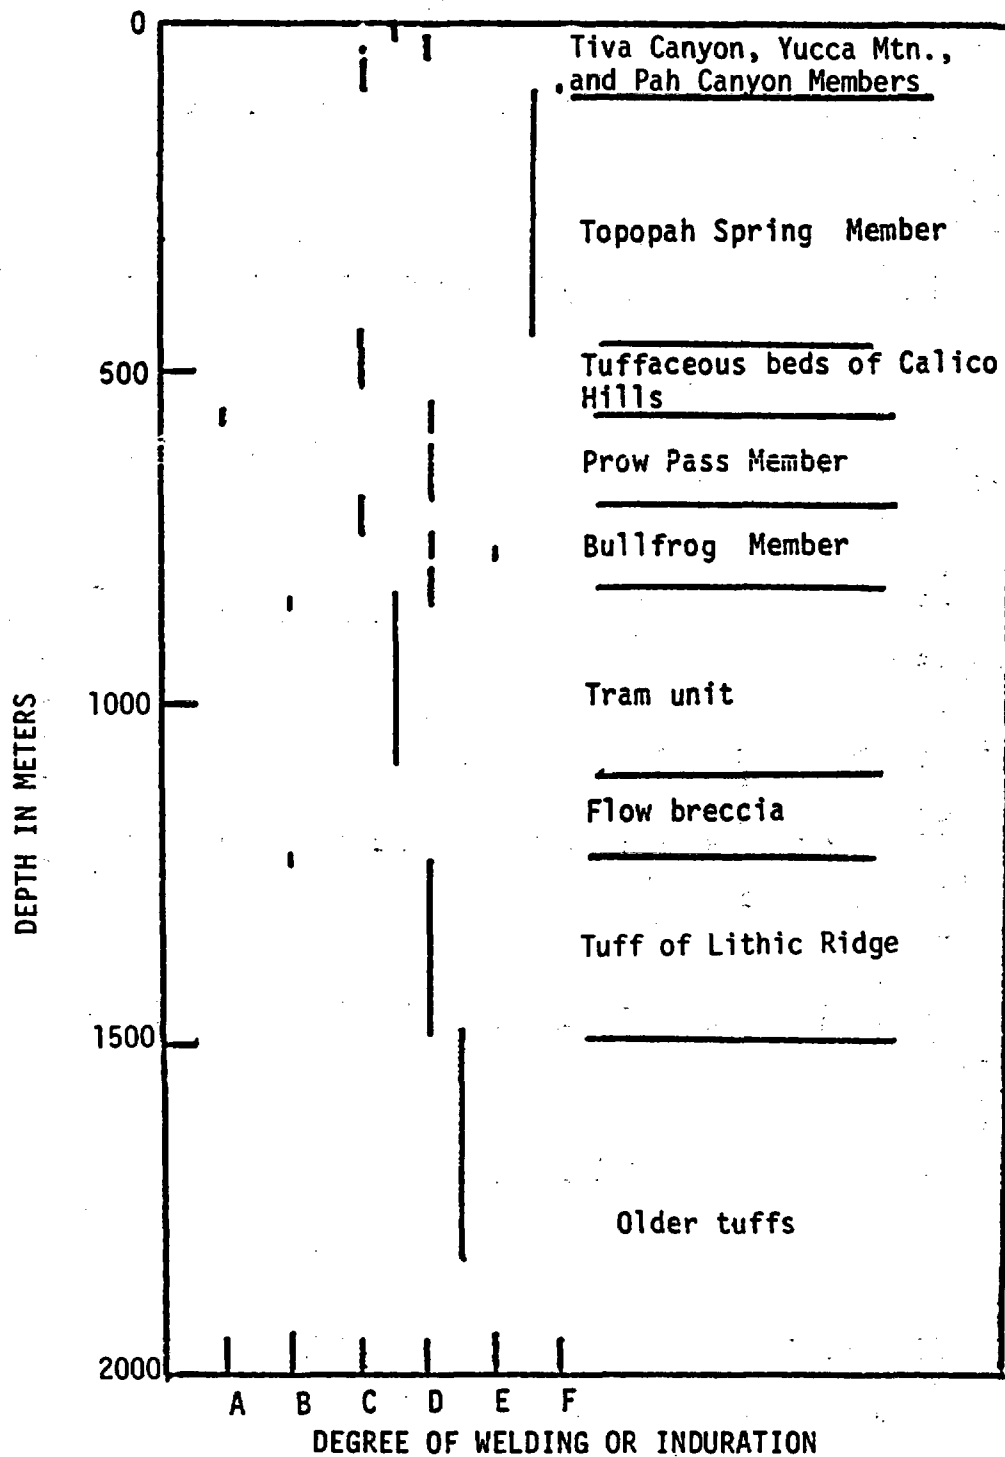 0
Tiva Canyon, Yucca Mtn.,
and Pah Canyon Members
Topopah Spring Member
500
Tuffaceous beds of Calico
Hills
Prow Pass Member
Bullfrog Member
Tram unit
1000
Flow breccia
Tuff of Lithic Ridge
1500
Older tuffs
2000
DEPTH IN METERS
A B C D E F
DEGREE OF WELDING OR INDURATION